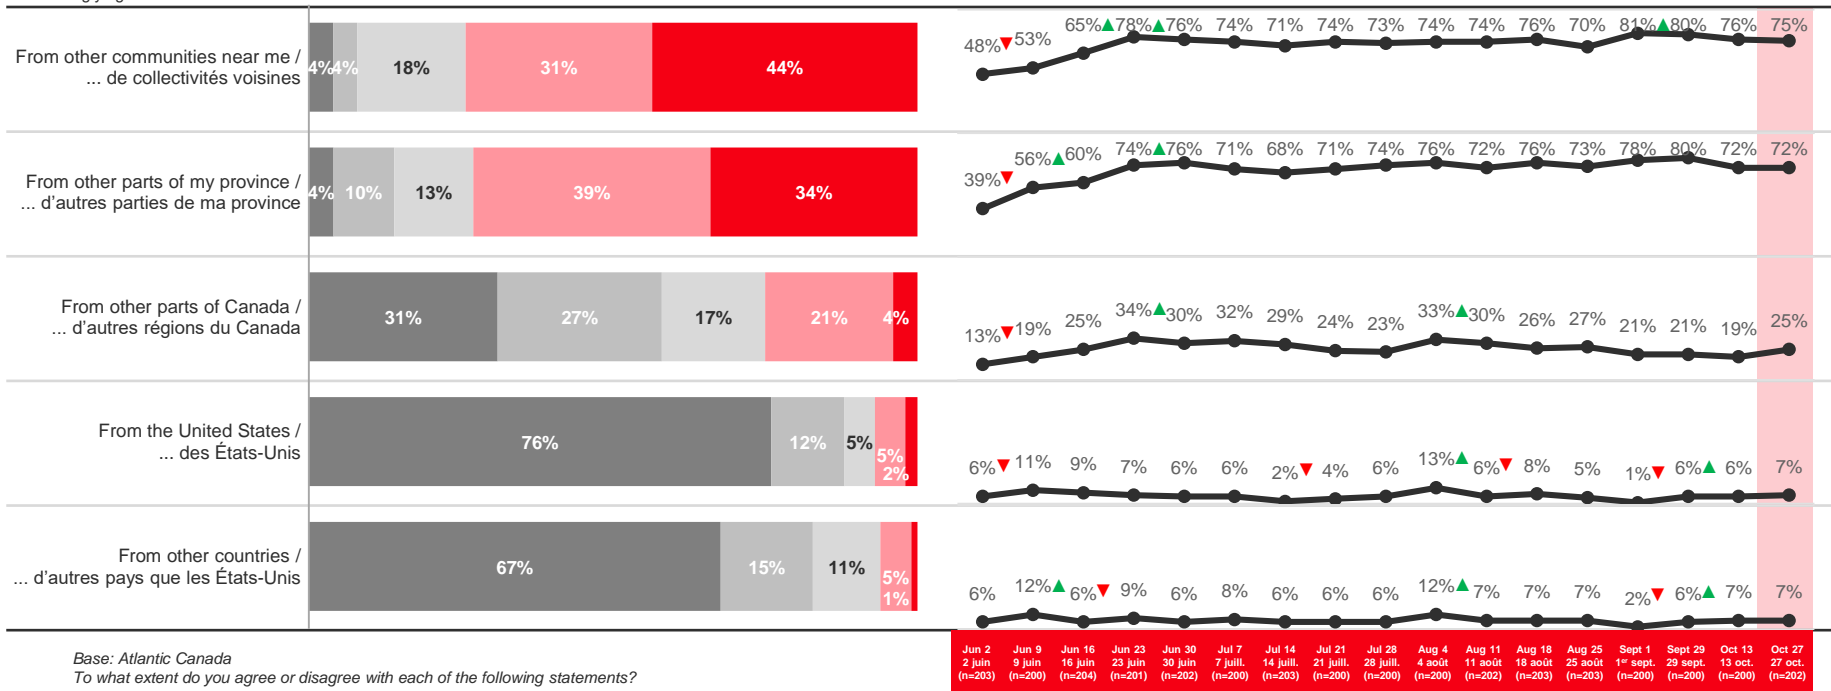 From other communities near me /
... de collectivités voisines
4% 4% 18% 31% 44%
48% 53% 65% 78% 76% 74% 71% 74% 73% 74% 74% 76% 70% 81% 80% 76% 75%
From other parts of my province /
... d'autres parties de ma province
4% 10% 13% 39% 34%
39% 56% 60% 74% 76% 71% 68% 71% 74% 76% 72% 76% 73% 78% 80% 72% 72%
From other parts of Canada /
... d'autres régions du Canada
31% 27% 17% 21% 4%
13% 19% 25% 34% 30% 32% 29% 24% 23% 33% 30% 26% 27% 21% 21% 19% 25%
From the United States /
... des États-Unis
76% 12% 5% 5% 2%
6% 11% 9% 7% 6% 6% 2% 4% 6% 13% 6% 8% 5% 1% 6% 6% 7%
From other countries /
... d'autres pays que les États-Unis
67% 15% 11% 5% 1%
6% 12% 6% 9% 6% 8% 6% 6% 6% 12% 7% 7% 7% 2% 6% 7% 7%
Jun 2 Jun 9 Jun 16 Jun 23 Jun 30 Jul 7 Jul 14 Jul 21 Jul 28 Aug 4 Aug 11 Aug 18 Aug 25 Sept 1 Sept 29 Oct 13 Oct 27
2 juin 9 juin 16 juin 23 juin 30 juin 7 juill. 14 juill. 21 juill. 28 juill. 4 août 11 août 18 août 25 août 1er sept. 29 sept. 13 oct. 27 oct.
(n=203) (n=200) (n=204) (n=201) (n=202) (n=200) (n=203) (n=200) (n=200) (n=200) (n=202) (n=203) (n=203) (n=200) (n=200) (n=200) (n=202)
Base: Atlantic Canada
To what extent do you agree or disagree with each of the following statements?